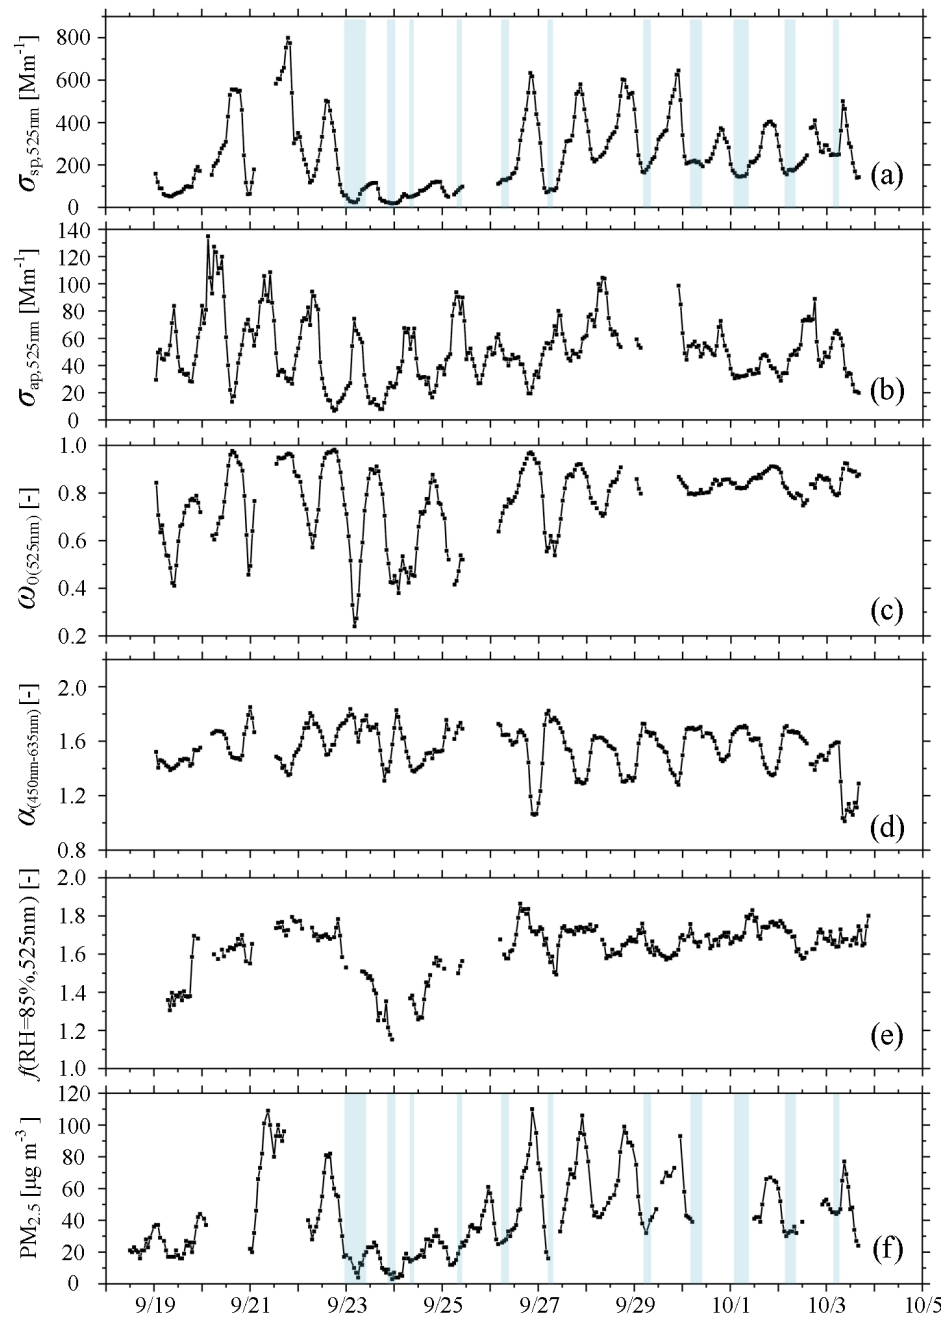 σsp,525nm [Mm-1]
800
600
400
200
0
(a)
σap,525nm [Mm-1]
140
120
100
80
60
40
20
0
(b)
ω0(525nm) [-]
1.0
0.8
0.6
0.4
0.2
(c)
α(450nm-635nm) [-]
2.0
1.6
1.2
0.8
(d)
f(RH=85%,525nm) [-]
2.0
1.8
1.6
1.4
1.2
1.0
(e)
PM2.5 [μg m-3]
120
100
80
60
40
20
0
(f)
9/19 9/21 9/23 9/25 9/27 9/29 10/1 10/3 10/5